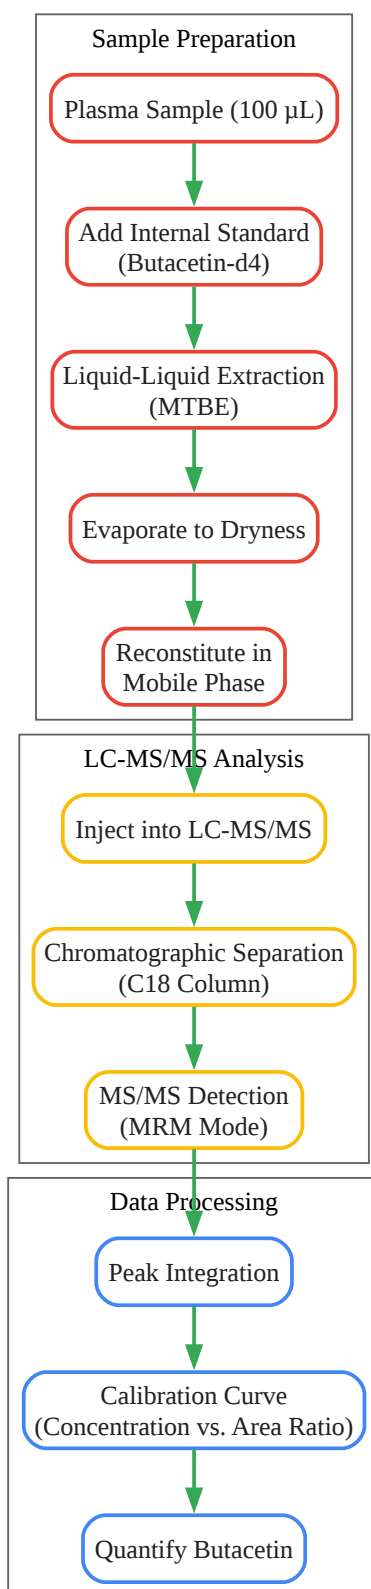 Sample Preparation
Plasma Sample (100 µL)
Add Internal Standard
(Butacetin-d4)
Liquid-Liquid Extraction
(MTBE)
Evaporate to Dryness
Reconstitute in
Mobile Phase
LC-MS/MS Analysis
Inject into LC-MS/MS
Chromatographic Separation
(C18 Column)
MS/MS Detection
(MRM Mode)
Data Processing
Peak Integration
Calibration Curve
(Concentration vs. Area Ratio)
Quantify Butacetin